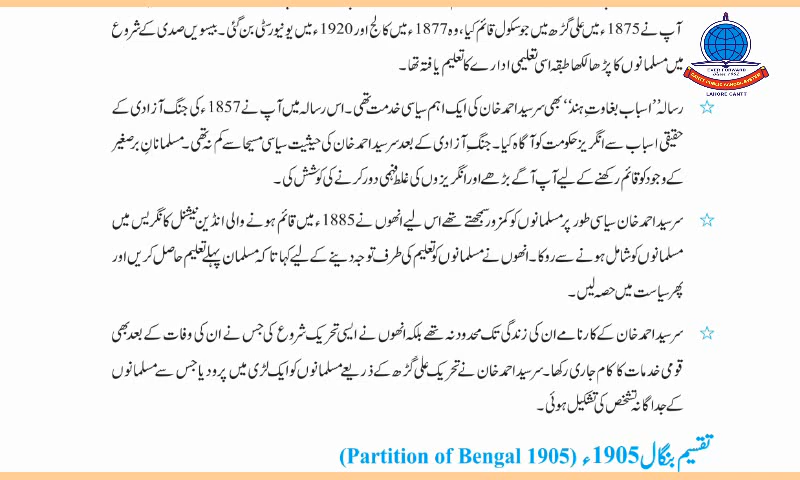 آپ نے 1875ء میں علی گڑھ میں جو سکول قائم کیا، وہ 1877ء میں کالج اور 1920ء میں یونیورسٹی بن گئی۔ بیسویں صدی کے شروع
میں مسلمانوں کا پڑھا لکھا طبقہ اسی تعلیمی ادارے کا تعلیم یافتہ تھا۔
EVER FORWARD
Since 1952
CANTT PUBLIC SCHOOL SYSTEM
LAHORE CANTT
☆ رسالہ ”اسباب بغاوتِ ہند“ بھی سرسید احمد خان کی ایک اہم سیاسی خدمت تھی۔ اس رسالہ میں آپ نے 1857ء کی جنگ آزادی کے
حقیقی اسباب سے انگریز حکومت کو آگاہ کیا۔ جنگِ آزادی کے بعد سرسید احمد خان کی حیثیت سیاسی مسیحا سے کم نہ تھی۔ مسلمانانِ برصغیر
کے وجود کو قائم رکھنے کے لیے آپ آگے بڑھے اور انگریزوں کی غلط فہمی دور کرنے کی کوشش کی۔
☆ سرسید احمد خان سیاسی طور پر مسلمانوں کو کمزور سمجھتے تھے اس لیے انھوں نے 1885ء میں قائم ہونے والی انڈین نیشنل کانگریس میں
مسلمانوں کو شامل ہونے سے روکا۔ انھوں نے مسلمانوں کو تعلیم کی طرف توجہ دینے کے لیے کہا تاکہ مسلمان پہلے تعلیم حاصل کریں اور
پھر سیاست میں حصہ لیں۔
☆ سرسید احمد خان کے کارنامے ان کی زندگی تک محدود نہ تھے بلکہ انھوں نے ایسی تحریک شروع کی جس نے ان کی وفات کے بعد بھی
قومی خدمات کا کام جاری رکھا۔ سرسید احمد خان نے تحریک علی گڑھ کے ذریعے مسلمانوں کو ایک لڑی میں پرو دیا جس سے مسلمانوں
کے جداگانہ تشخص کی تشکیل ہوئی۔
تقسیم بنگال 1905ء (Partition of Bengal 1905)